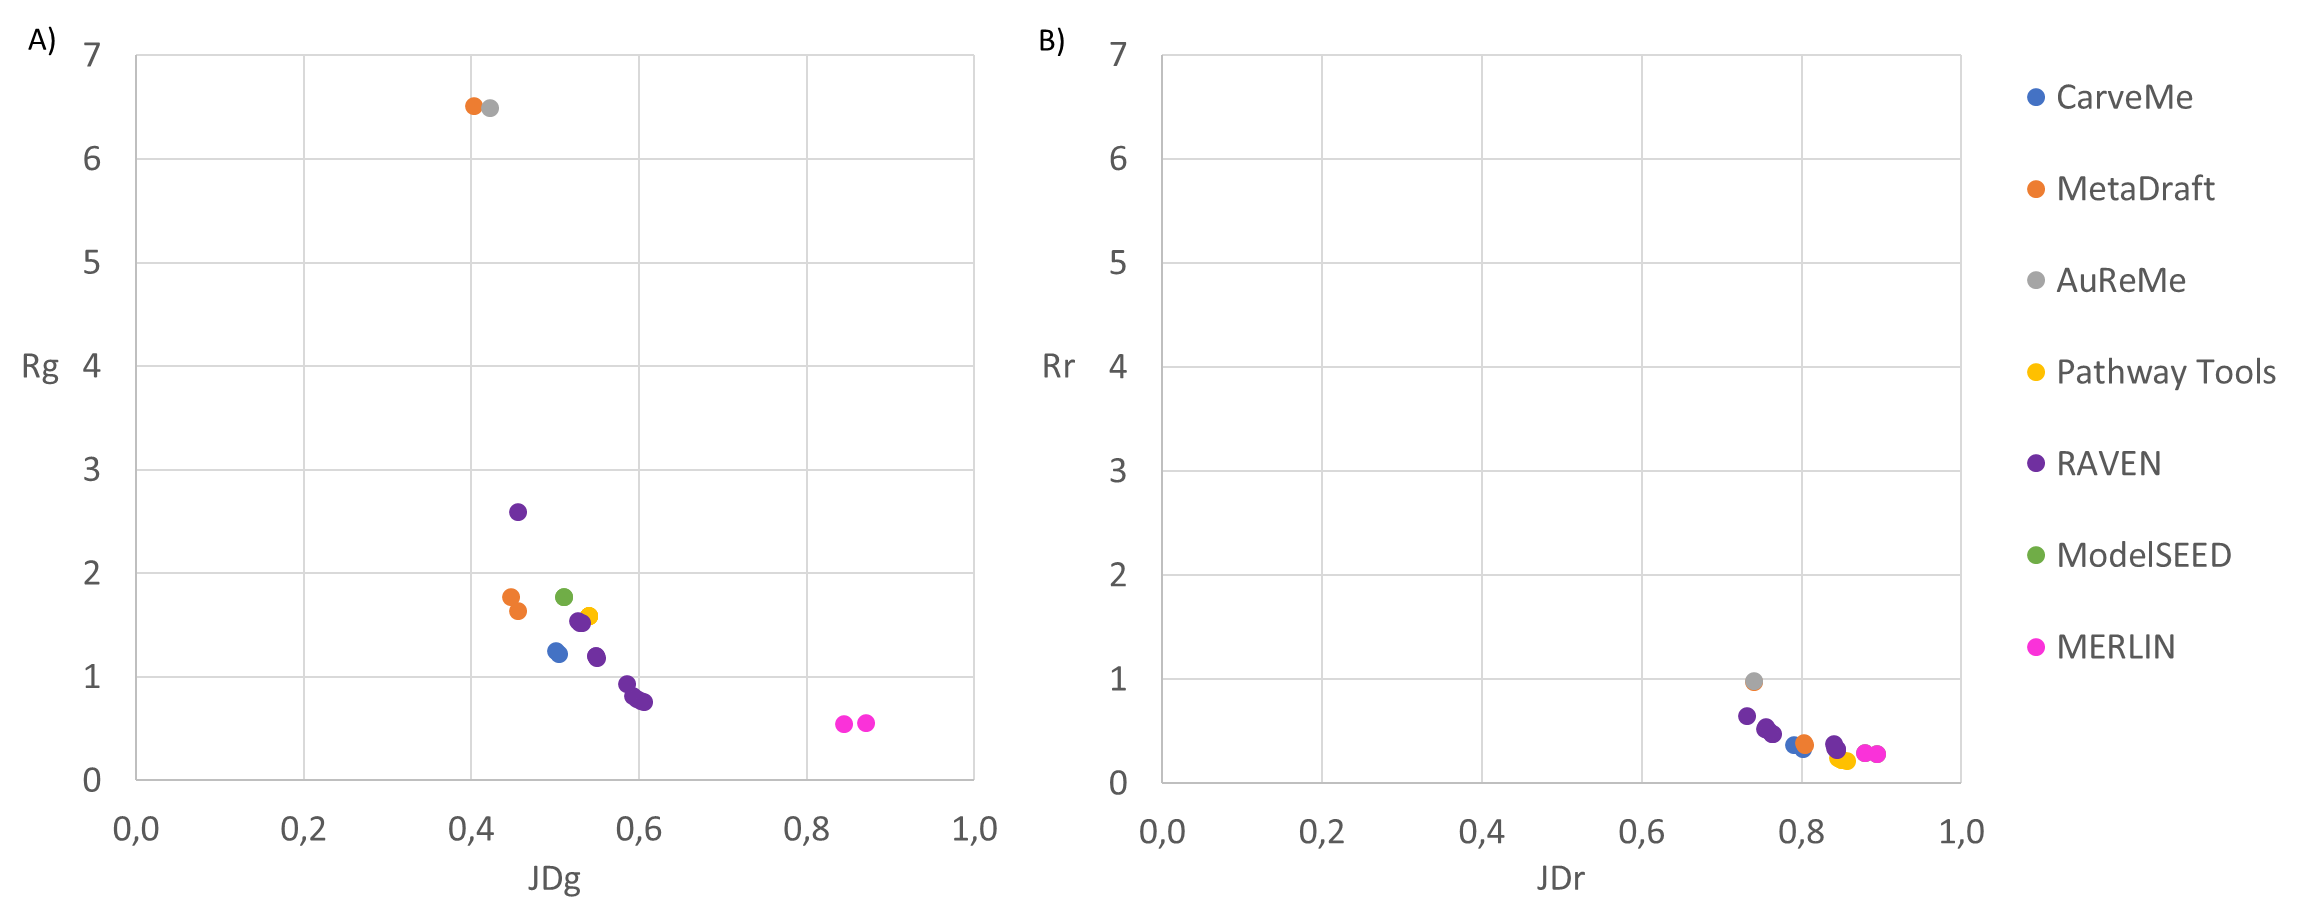 A)
7
6
5
4
3
2
1
0
Rg
0,0 0,2 0,4 0,6 0,8 1,0
JDg
B)
7
6
5
4
3
2
1
0
Rr
0,0 0,2 0,4 0,6 0,8 1,0
JDr
CarveMe
MetaDraft
AuReMe
Pathway Tools
RAVEN
ModelSEED
MERLIN